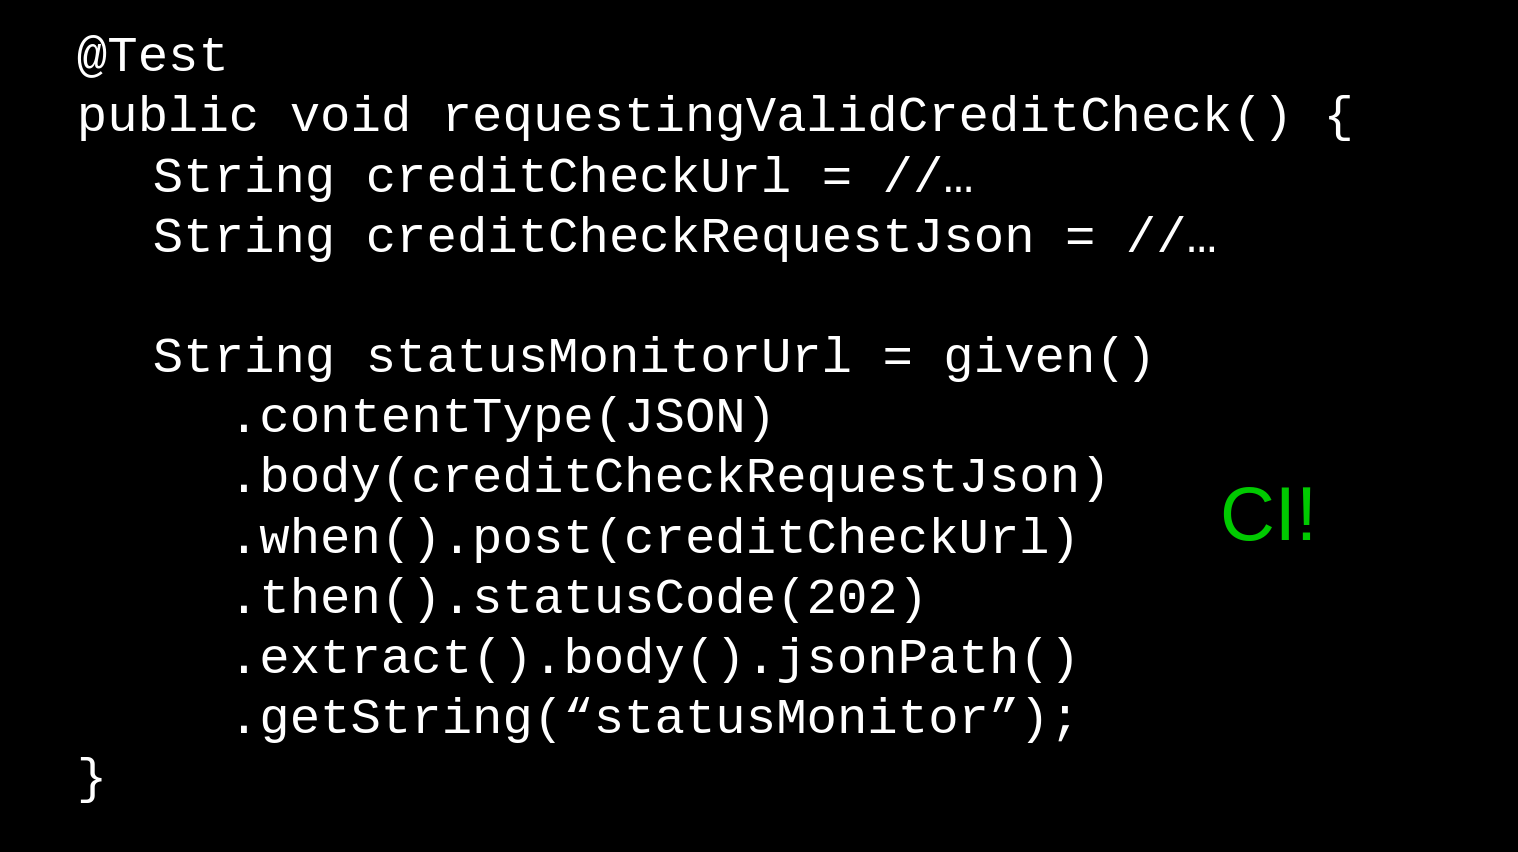 @Test
public void requestingValidCreditCheck() {
String creditCheckUrl = //…
String creditCheckRequestJson = //…
String statusMonitorUrl = given()
.contentType(JSON)
.body(creditCheckRequestJson)
.when().post(creditCheckUrl)
.then().statusCode(202)
.extract().body().jsonPath()
.getString(“statusMonitor”);
}
CI!